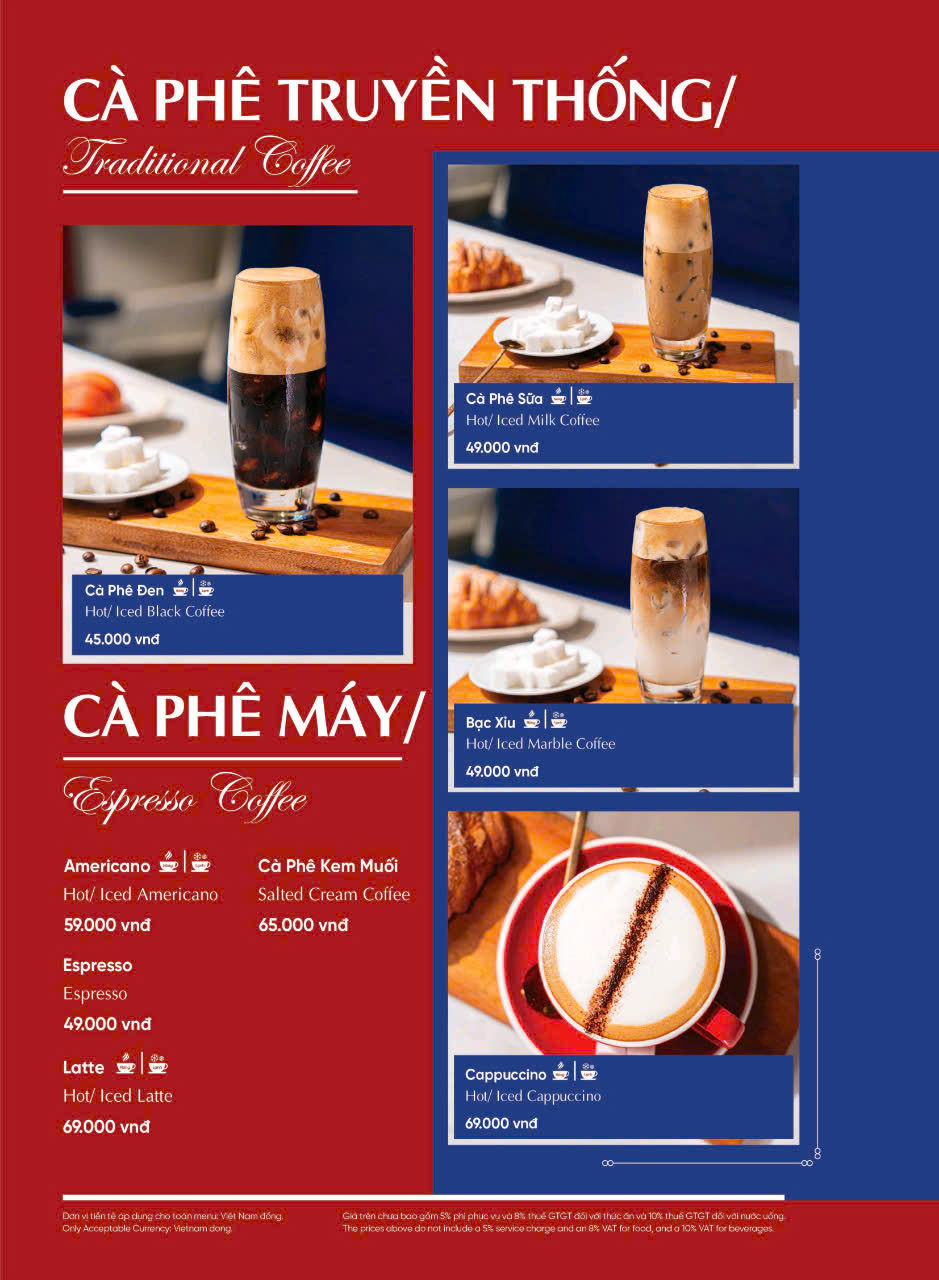 CÀ PHÊ TRUYỀN THỐNG/
Traditional Coffee
Cà Phê Đen
Hot/ Iced Black Coffee
45.000 vnđ
Cà Phê Sữa
Hot/ Iced Milk Coffee
49.000 vnđ
Bạc Xỉu
Hot/ Iced Marble Coffee
49.000 vnđ
CÀ PHÊ MÁY/
Espresso Coffee
Americano
Hot/ Iced Americano
59.000 vnđ
Cà Phê Kem Muối
Salted Cream Coffee
65.000 vnđ
Espresso
Espresso
49.000 vnđ
Latte
Hot/ Iced Latte
69.000 vnđ
Cappuccino
Hot/ Iced Cappuccino
69.000 vnđ
Đơn vị tiền tệ áp dụng cho toàn menu: Việt Nam đồng.
Only Acceptable Currency: Vietnam dong.
Giá trên chưa bao gồm 5% phí phục vụ và 8% thuế GTGT đối với thức ăn và 10% thuế GTGT đối với nước uống.
The prices above do not include a 5% service charge and an 8% VAT for food, and a 10% VAT for beverages.